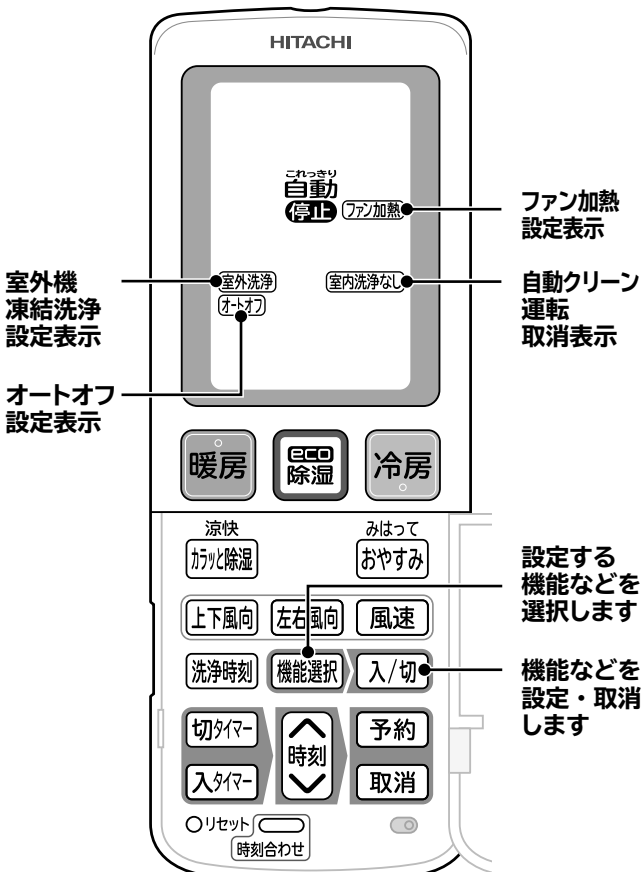 HITACHI
これっきり
自動
停止 ファン加熱
ファン加熱
設定表示
室外洗浄 室内洗浄なし
オートオフ
室外機
凍結洗浄
設定表示
自動クリーン
運転
取消表示
オートオフ
設定表示
暖房 eco 除湿 冷房
涼快 みはって
カラッと除湿 おやすみ
設定する
機能などを
選択します
上下風向 左右風向 風速
洗浄時刻 機能選択 入/切
機能などを
設定・取消
します
切タイマー 時刻 予約
入タイマー 取消
リセット
時刻合わせ